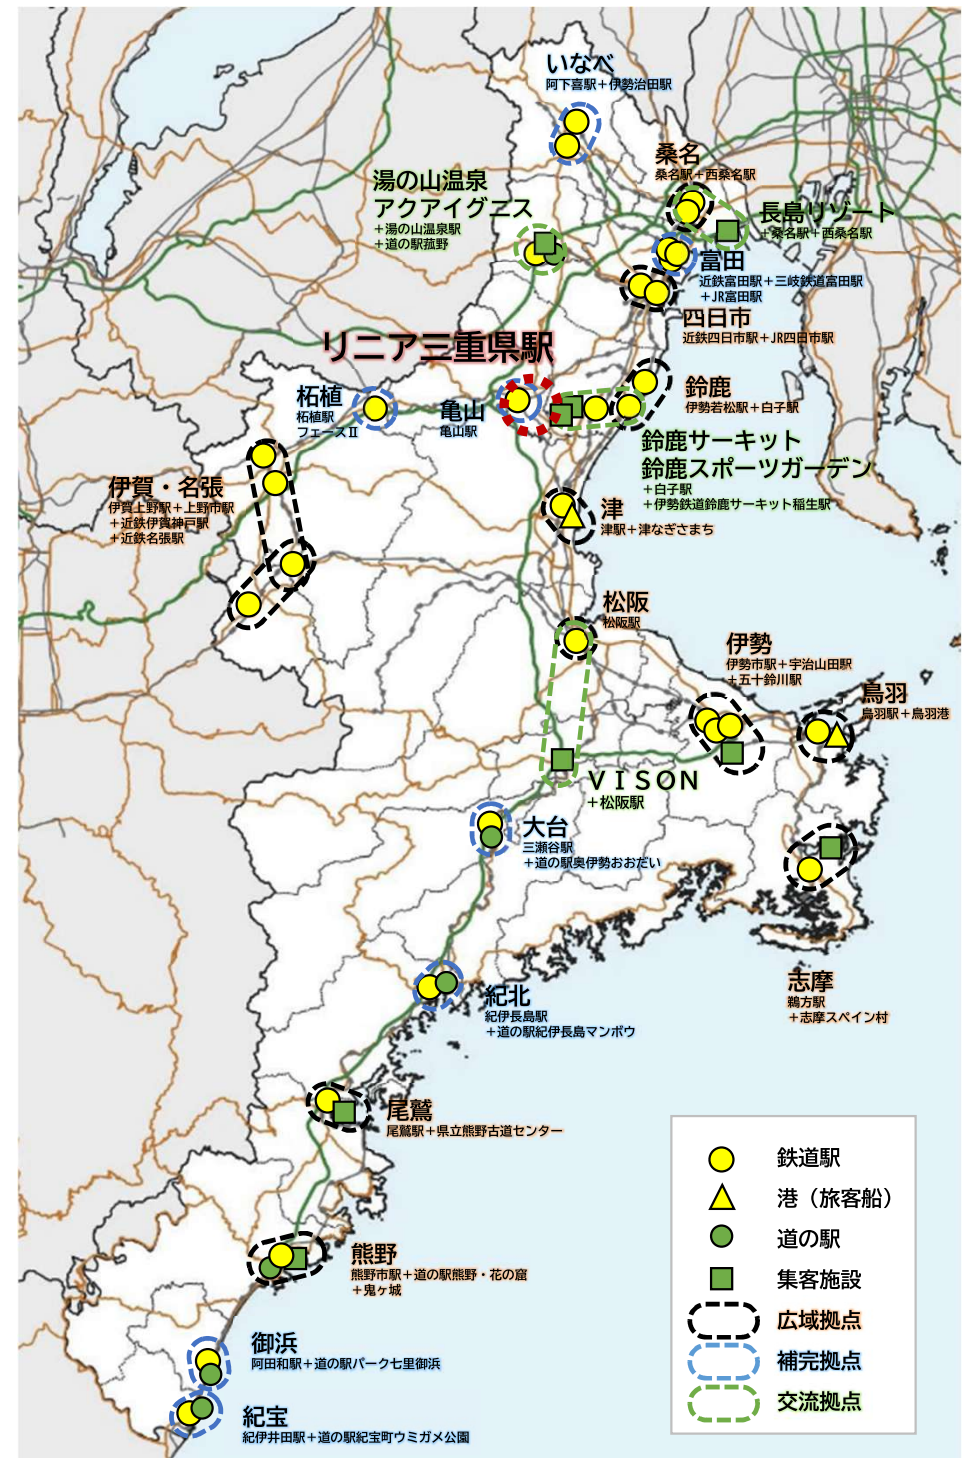 いなべ
阿下喜駅＋伊勢治田駅
桑名
桑名駅＋西桑名駅
湯の山温泉
アクアイグニス
＋湯の山温泉駅
＋道の駅菰野
長島リゾート
＋桑名駅＋西桑名駅
富田
近鉄富田駅＋三岐鉄道富田駅
＋JR富田駅
四日市
近鉄四日市駅＋JR四日市駅
リニア三重県駅
柘植
柘植駅
フェースⅡ
亀山
亀山駅
鈴鹿
伊勢若松駅＋白子駅
鈴鹿サーキット
鈴鹿スポーツガーデン
＋白子駅
＋伊勢鉄道鈴鹿サーキット稲生駅
伊賀・名張
伊賀上野駅＋上野市駅
＋近鉄伊賀神戸駅
＋近鉄名張駅
津
津駅＋津なぎさまち
松阪
松阪駅
伊勢
伊勢市駅＋宇治山田駅
＋五十鈴川駅
鳥羽
鳥羽駅＋鳥羽港
ＶＩＳＯＮ
＋松阪駅
大台
三瀬谷駅
＋道の駅奥伊勢おおだい
志摩
鵜方駅
＋志摩スペイン村
紀北
紀伊長島駅
＋道の駅紀伊長島マンボウ
尾鷲
尾鷲駅＋県立熊野古道センター
熊野
熊野市駅＋道の駅熊野・花の窟
＋鬼ヶ城
御浜
阿田和駅＋道の駅パーク七里御浜
紀宝
紀伊井田駅＋道の駅紀宝町ウミガメ公園
鉄道駅
港（旅客船）
道の駅
集客施設
広域拠点
補完拠点
交流拠点